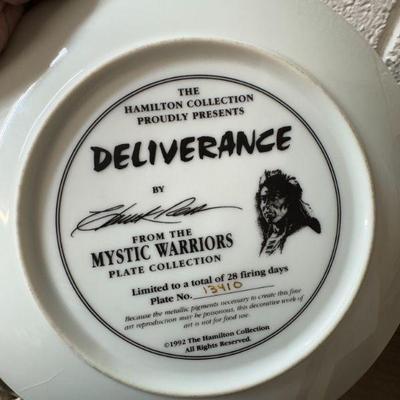 THE
HAMILTON COLLECTION
PROUDLY PRESENTS
DELIVERANCE
BY
Chuck Ren
FROM THE
MYSTIC WARRIORS
PLATE COLLECTION
Limited to a total of 28 firing days
Plate No. 13410
Because the metallic pigments necessary to create this fine
art reproduction may be poisonous, this decorative work of
art is not for food use.
©1992 The Hamilton Collection
All Rights Reserved.